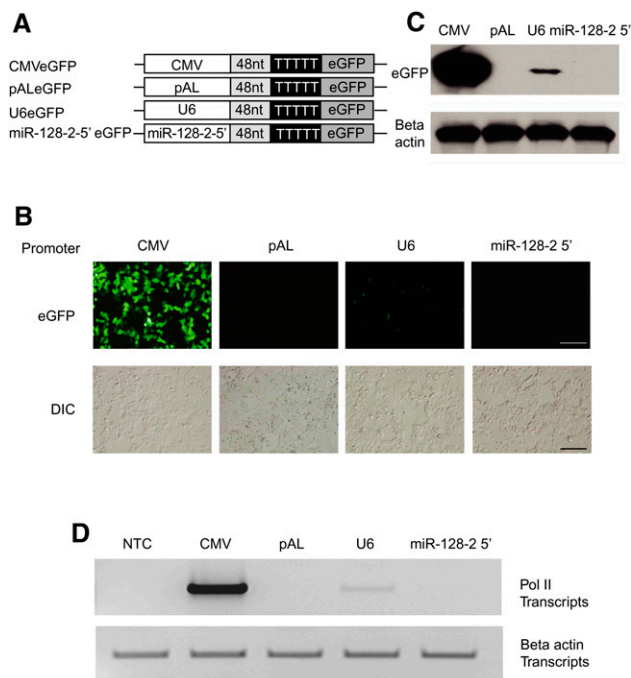 A
CMVeGFP CMV 48nt TTTTT eGFP
pALeGFP pAL 48nt TTTTT eGFP
U6eGFP U6 48nt TTTTT eGFP
miR-128-2-5' eGFP miR-128-2-5' 48nt TTTTT eGFP
C
CMV pAL U6 miR-128-2 5'
eGFP
Beta
actin
B
Promoter CMV pAL U6 miR-128-2 5'
eGFP
DIC
D
NTC CMV pAL U6 miR-128-2 5'
Pol II
Transcripts
Beta actin
Transcripts